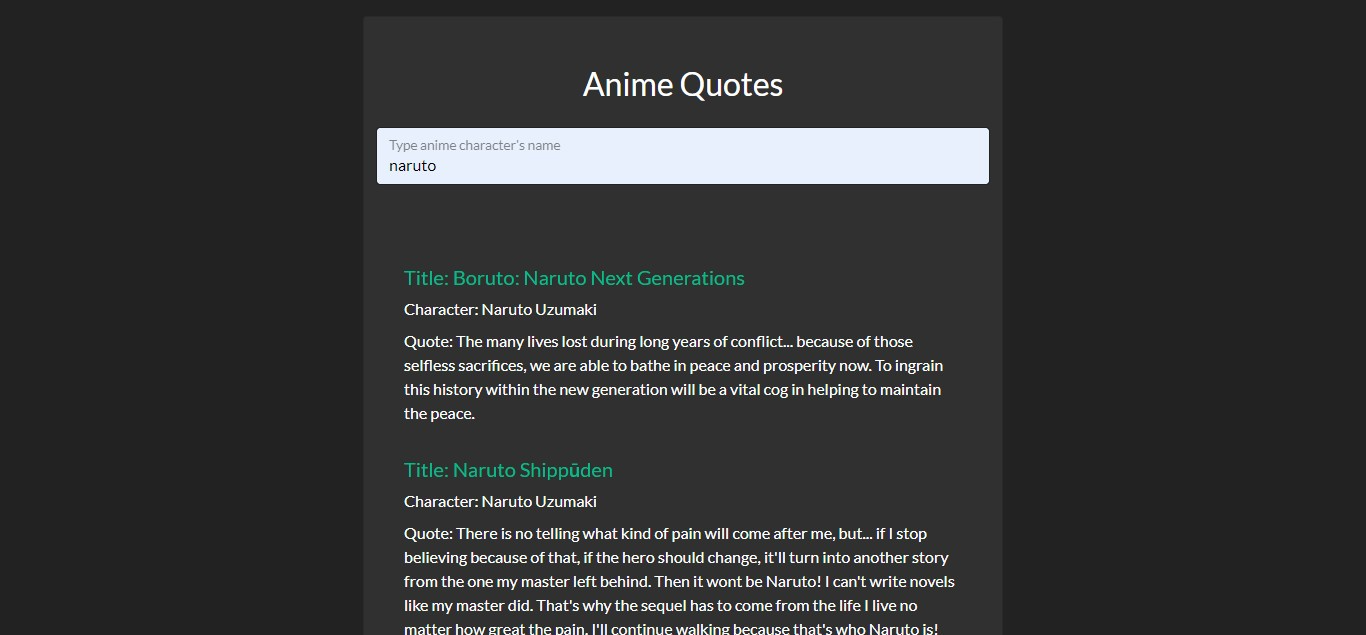 Anime Quotes
Type anime character's name
naruto
Title: Boruto: Naruto Next Generations
Character: Naruto Uzumaki
Quote: The many lives lost during long years of conflict... because of those
selfless sacrifices, we are able to bathe in peace and prosperity now. To ingrain
this history within the new generation will be a vital cog in helping to maintain
the peace.
Title: Naruto Shippūden
Character: Naruto Uzumaki
Quote: There is no telling what kind of pain will come after me, but... if I stop
believing because of that, if the hero should change, it'll turn into another story
from the one my master left behind. Then it wont be Naruto! I can't write novels
like my master did. That's why the sequel has to come from the life I live no
matter how great the pain, I'll continue walking because that's who Naruto is!